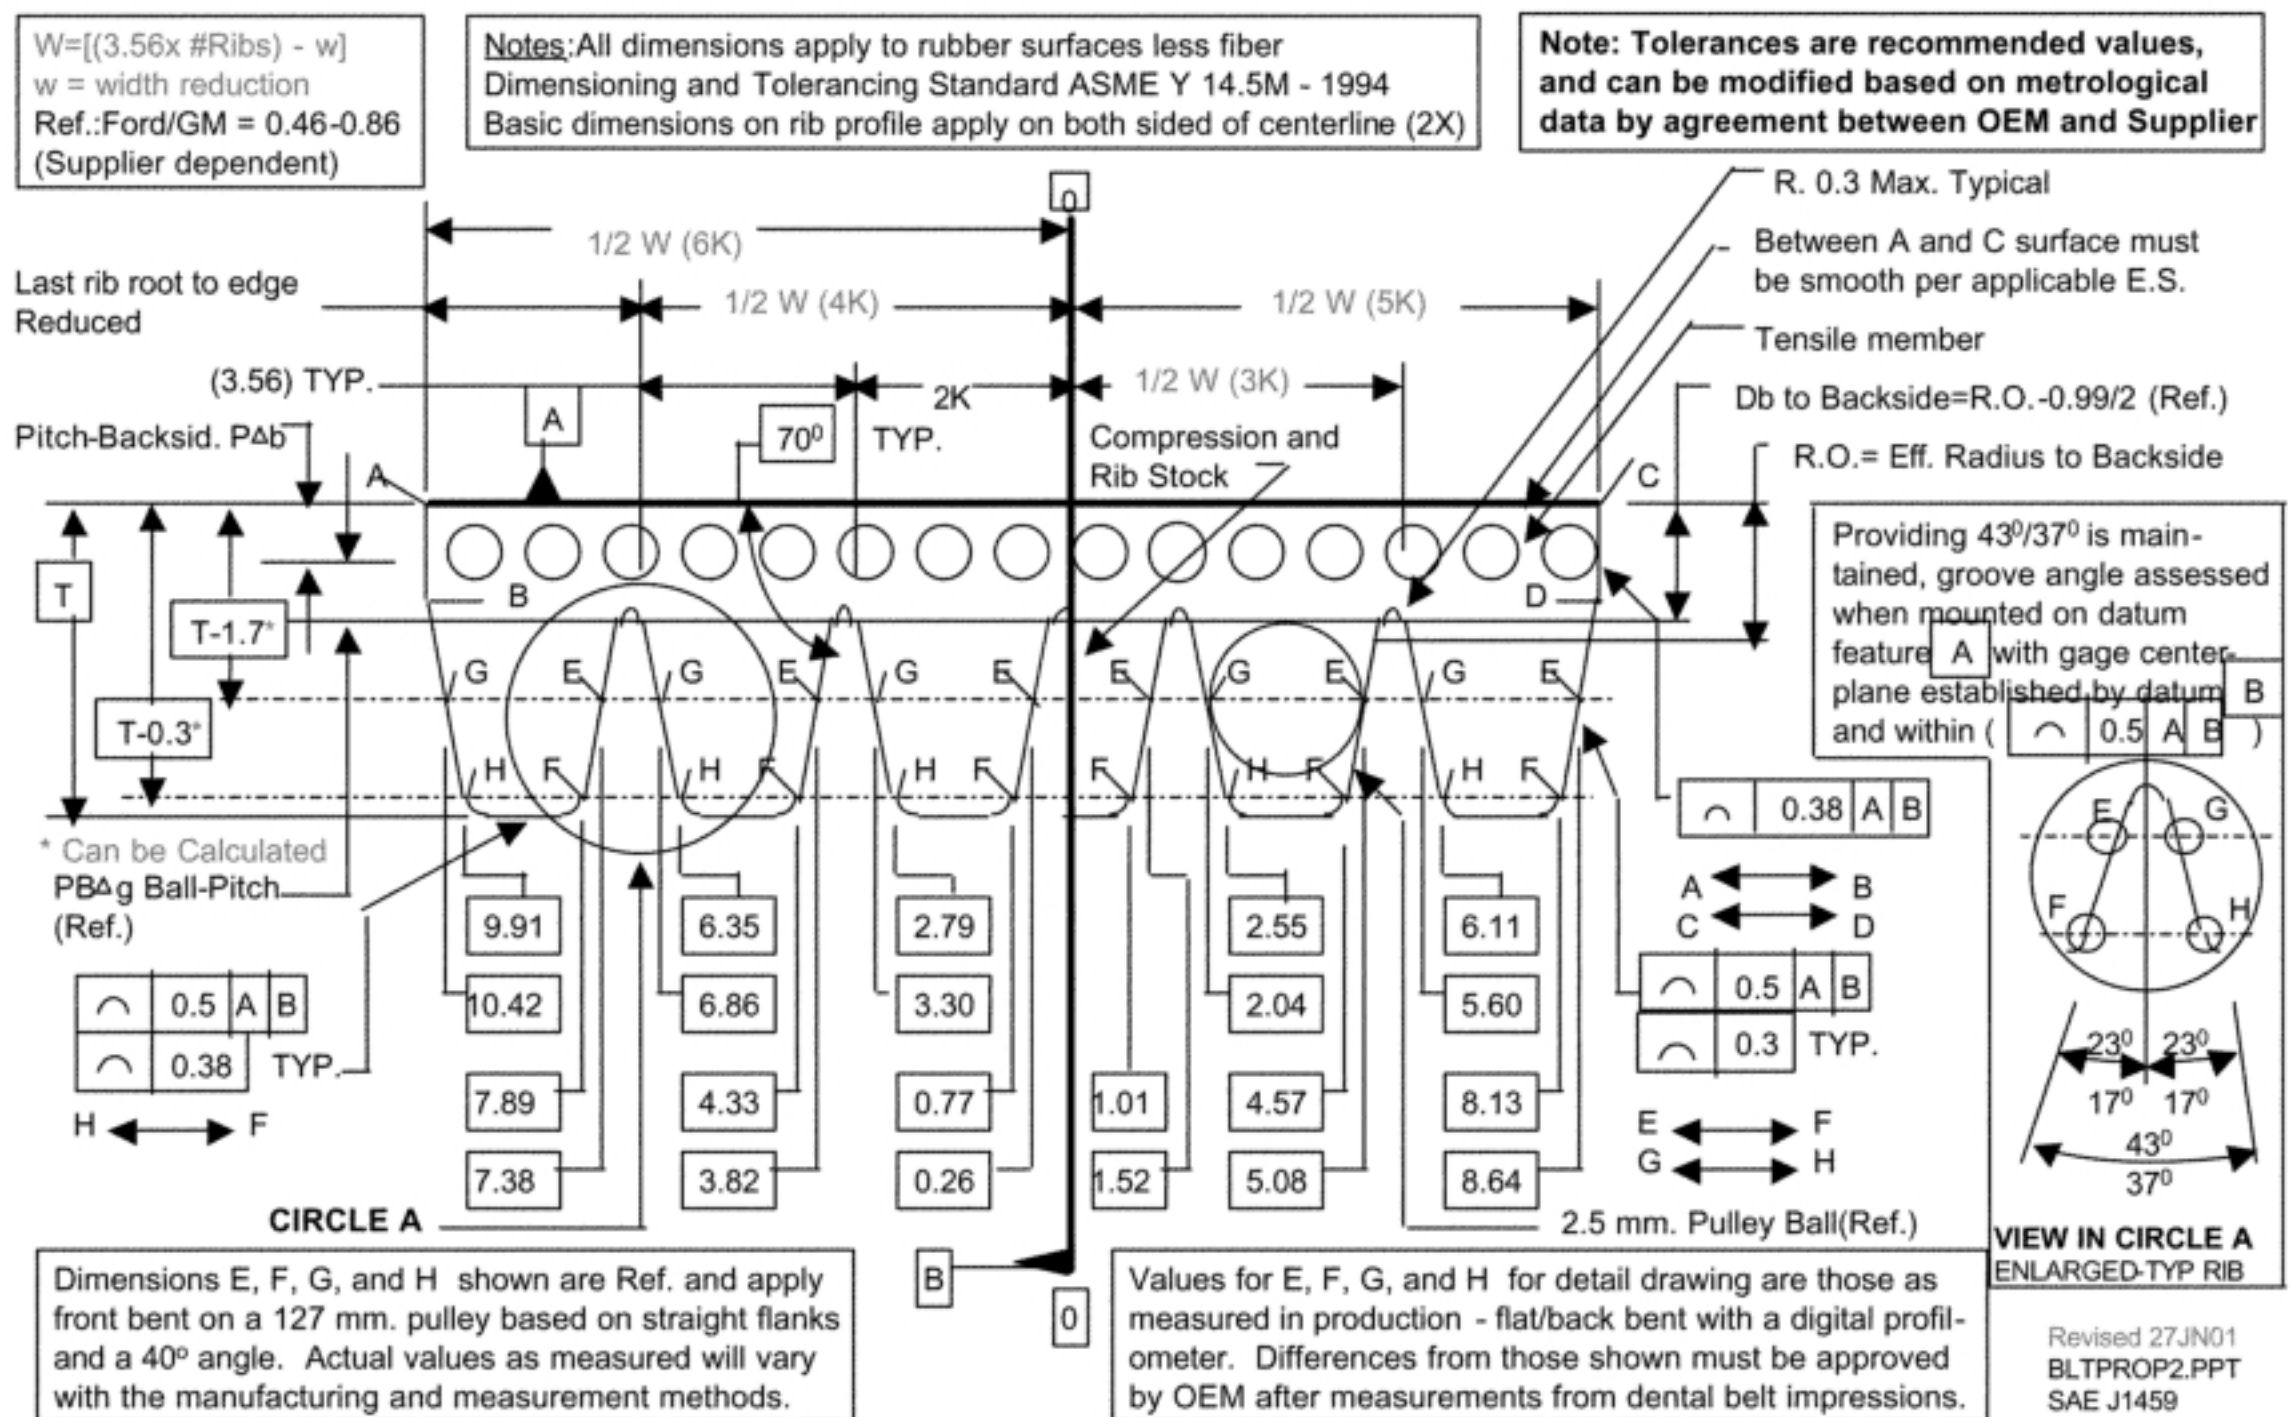 W=[(3.56x #Ribs) - w]
w = width reduction
Ref.:Ford/GM = 0.46-0.86
(Supplier dependent)
Notes:All dimensions apply to rubber surfaces less fiber
Dimensioning and Tolerancing Standard ASME Y 14.5M - 1994
Basic dimensions on rib profile apply on both sided of centerline (2X)
Note: Tolerances are recommended values,
and can be modified based on metrological
data by agreement between OEM and Supplier
0
R. 0.3 Max. Typical
1/2 W (6K)
Between A and C surface must
be smooth per applicable E.S.
Last rib root to edge
Reduced
1/2 W (4K)
1/2 W (5K)
Tensile member
(3.56) TYP.
2K
1/2 W (3K)
Db to Backside=R.O.-0.99/2 (Ref.)
A
70⁰
TYP.
Pitch-Backsid. PΔb
Compression and
Rib Stock
R.O.= Eff. Radius to Backside
A
C
Providing 43⁰/37⁰ is main-
tained, groove angle assessed
when mounted on datum
feature A with gage center-
plane established by datum B
and within ( ⌒ 0.5 A B )
T
B
D
T-1.7*
G E G E G E E G E G E
T-0.3*
H F H F H F F H F H F
⌒ 0.38 A B
E G
F H
* Can be Calculated
PBΔg Ball-Pitch
(Ref.)
A B
C D
9.91 6.35 2.79 2.55 6.11
10.42 6.86 3.30 2.04 5.60
⌒ 0.5 A B
⌒ 0.38 TYP.
H F
⌒ 0.5 A B
⌒ 0.3 TYP.
7.89 4.33 0.77 1.01 4.57 8.13
7.38 3.82 0.26 1.52 5.08 8.64
E F
G H
23⁰ 23⁰
17⁰ 17⁰
43⁰
37⁰
CIRCLE A
2.5 mm. Pulley Ball(Ref.)
VIEW IN CIRCLE A
ENLARGED-TYP RIB
B
0
Dimensions E, F, G, and H shown are Ref. and apply
front bent on a 127 mm. pulley based on straight flanks
and a 40º angle. Actual values as measured will vary
with the manufacturing and measurement methods.
Values for E, F, G, and H for detail drawing are those as
measured in production - flat/back bent with a digital profil-
ometer. Differences from those shown must be approved
by OEM after measurements from dental belt impressions.
Revised 27JN01
BLTPROP2.PPT
SAE J1459